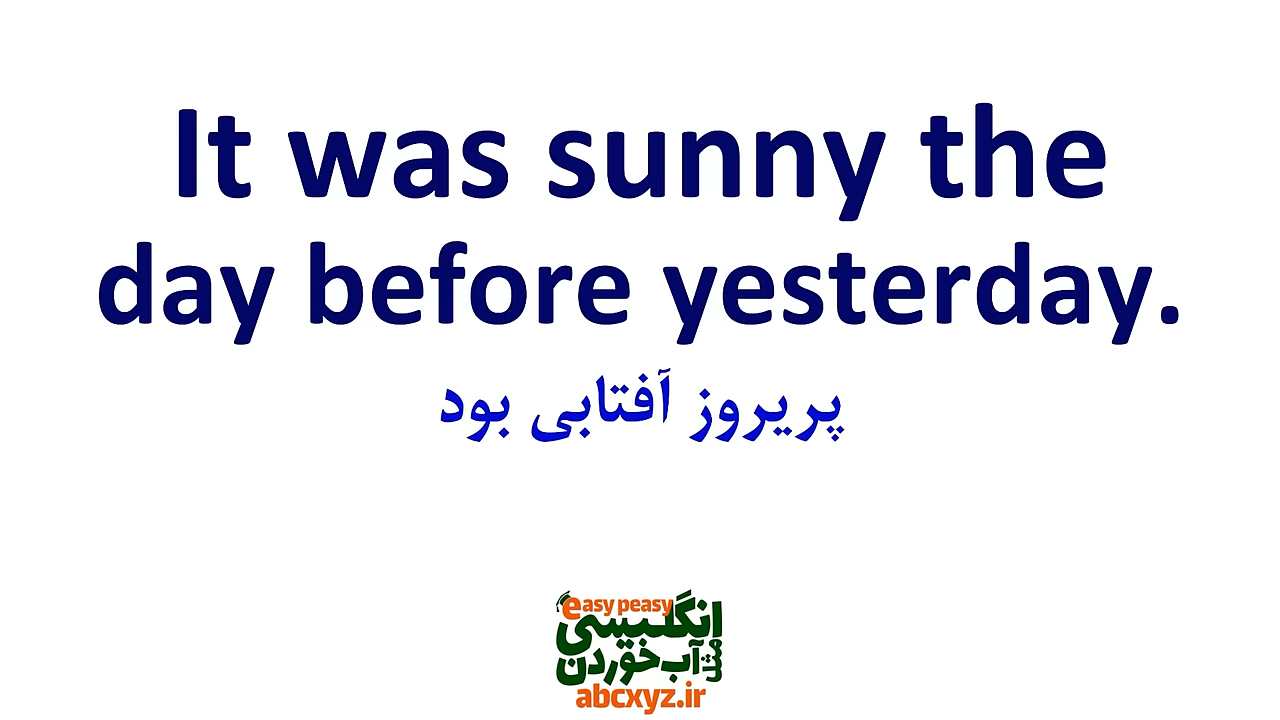 It was sunny the
day before yesterday.
پریروز آفتابی بود
easy peasy
انگلیسی
مثل آب خوردن
abcxyz.ir